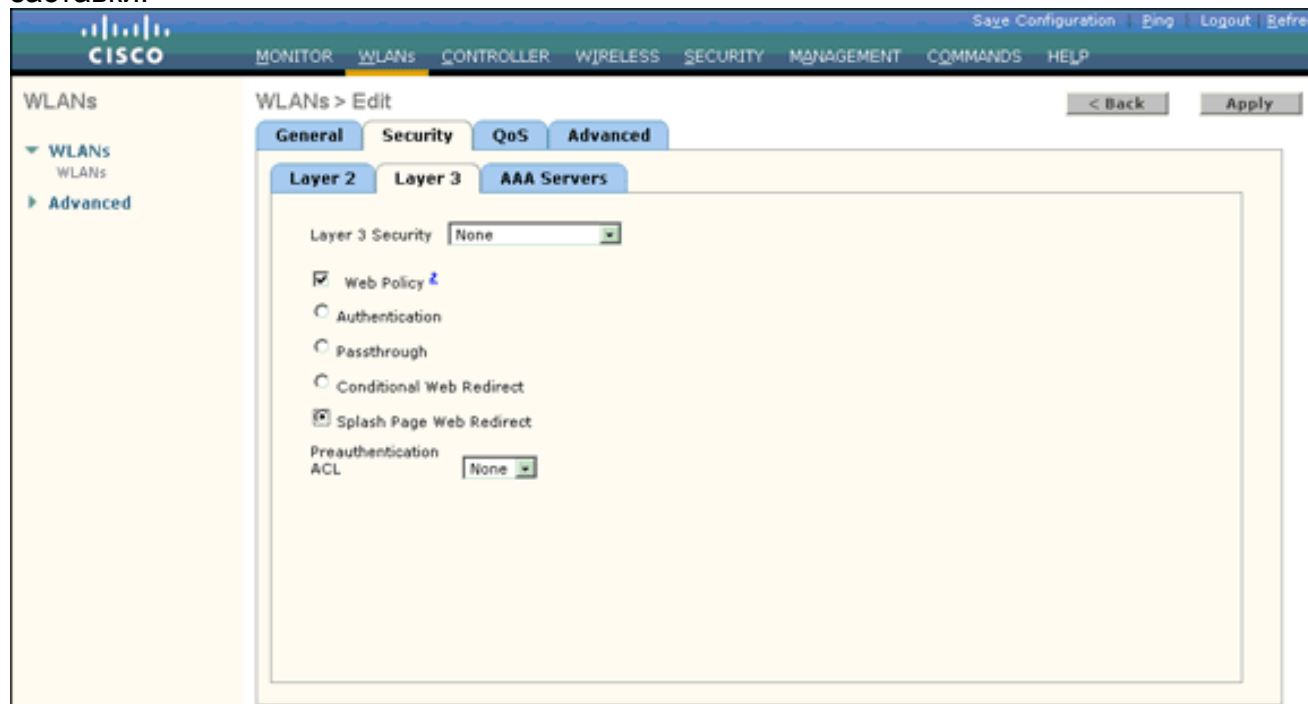 заставки.
Save Configuration Ping Logout Refre
CISCO MONITOR WLANs CONTROLLER WIRELESS SECURITY MANAGEMENT COMMANDS HELP
WLANs
WLANs
WLANs
Advanced
WLANs > Edit
< Back Apply
General Security QoS Advanced
Layer 2 Layer 3 AAA Servers
Layer 3 Security None
Web Policy 2
Authentication
Passthrough
Conditional Web Redirect
Splash Page Web Redirect
Preauthentication
ACL None